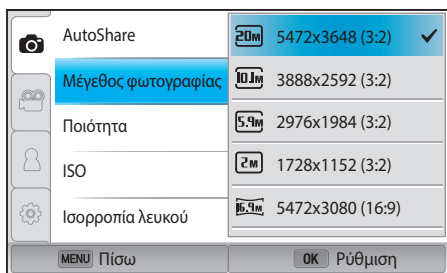 AutoShare
Μέγεθος φωτογραφίας
Ποιότητα
ISO
Ισορροπία λευκού
20M 5472x3648 (3:2)
10.1M 3888x2592 (3:2)
5.9M 2976x1984 (3:2)
2M 1728x1152 (3:2)
16.9M 5472x3080 (16:9)
MENU Πίσω
OK Ρύθμιση